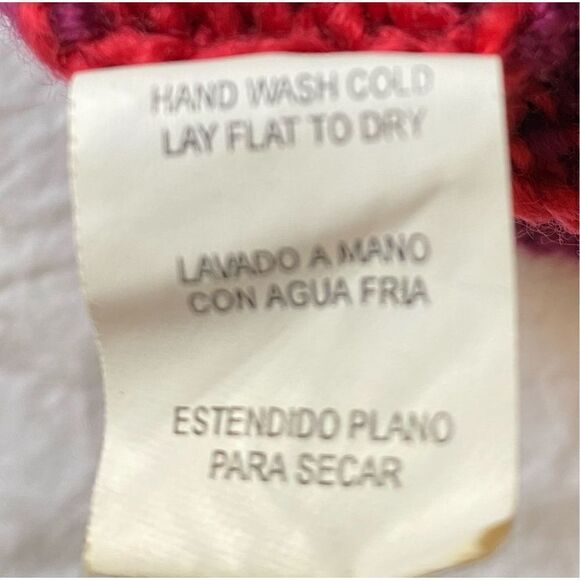 HAND WASH COLD
LAY FLAT TO DRY
LAVADO A MANO
CON AGUA FRIA
ESTENDIDO PLANO
PARA SECAR